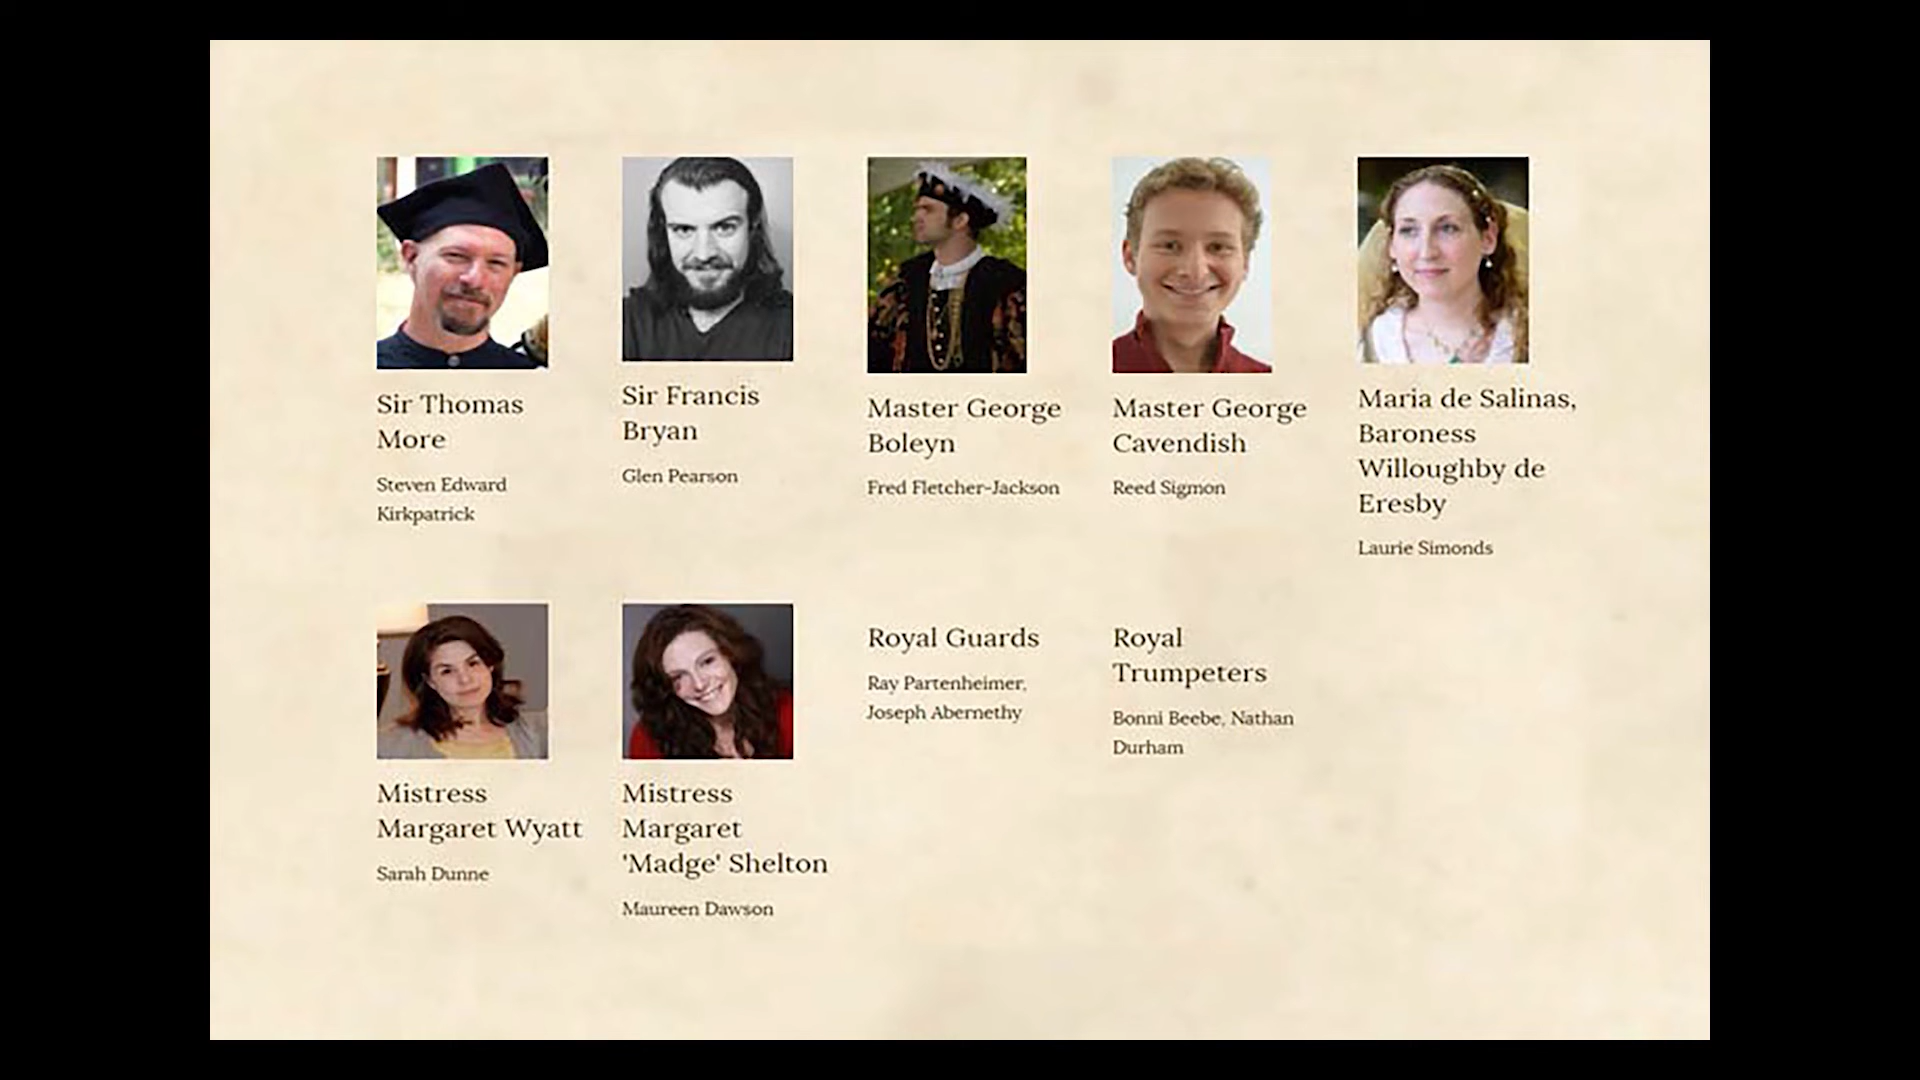 Sir Thomas
More
Steven Edward
Kirkpatrick
Sir Francis
Bryan
Glen Pearson
Master George
Boleyn
Fred Fletcher-Jackson
Master George
Cavendish
Reed Sigmon
Maria de Salinas,
Baroness
Willoughby de
Eresby
Laurie Simonds
Mistress
Margaret Wyatt
Sarah Dunne
Mistress
Margaret
'Madge' Shelton
Maureen Dawson
Royal Guards
Ray Partenheimer,
Joseph Abernethy
Royal
Trumpeters
Bonni Beebe, Nathan
Durham